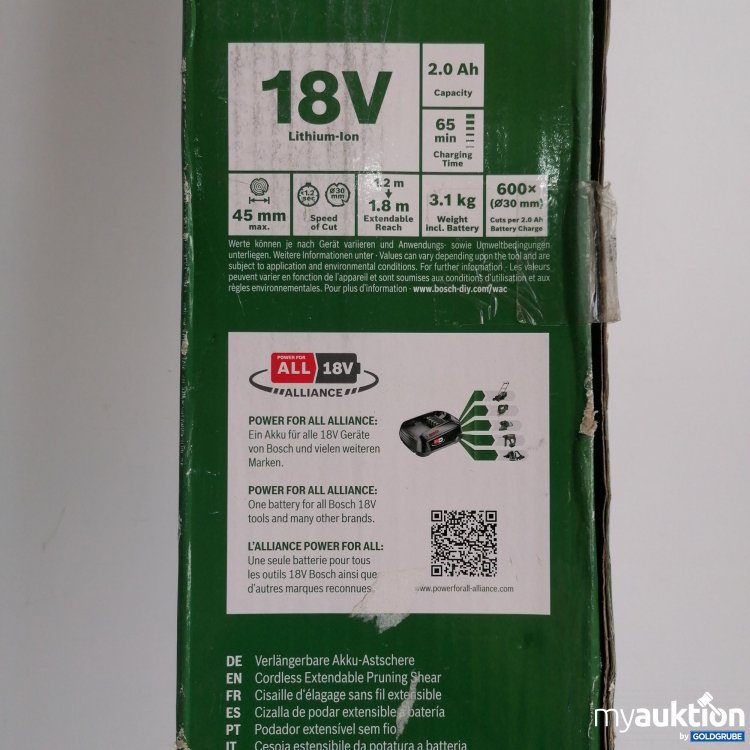 18V
Lithium-Ion
2.0 Ah
Capacity
65
min
Charging
Time
45 mm
max.
<1.2
sec
Ø30
mm
Speed
of Cut
1.2 m
1.8 m
Extendable
Reach
3.1 kg
Weight
incl. Battery
600×
(Ø30 mm)
Cuts per 2.0 Ah
Battery Charge
Werte können je nach Gerät variieren und Anwendungs- sowie Umweltbedingungen
unterliegen. Weitere Informationen unter · Values can vary depending upon the tool and are
subject to application and environmental conditions. For further information · Les valeurs
peuvent varier en fonction de l'appareil et sont soumises aux conditions d'utilisation et aux
règles environnementales. Pour plus d'information · www.bosch-diy.com/wac
POWER FOR
ALL 18V
ALLIANCE
POWER FOR ALL ALLIANCE:
Ein Akku für alle 18V Geräte
von Bosch und vielen weiteren
Marken.
POWER FOR ALL ALLIANCE:
One battery for all Bosch 18V
tools and many other brands.
L'ALLIANCE POWER FOR ALL:
Une seule batterie pour tous
les outils 18V Bosch ainsi que
d'autres marques reconnues.
www.powerforall-alliance.com
DE Verlängerbare Akku-Astschere
EN Cordless Extendable Pruning Shear
FR Cisaille d'élagage sans fil extensible
ES Cizalla de podar extensible a batería
PT Podador extensível sem fio
IT Cesoia estensibile da potatura a batteria
myauktion
by GOLDGRUBE